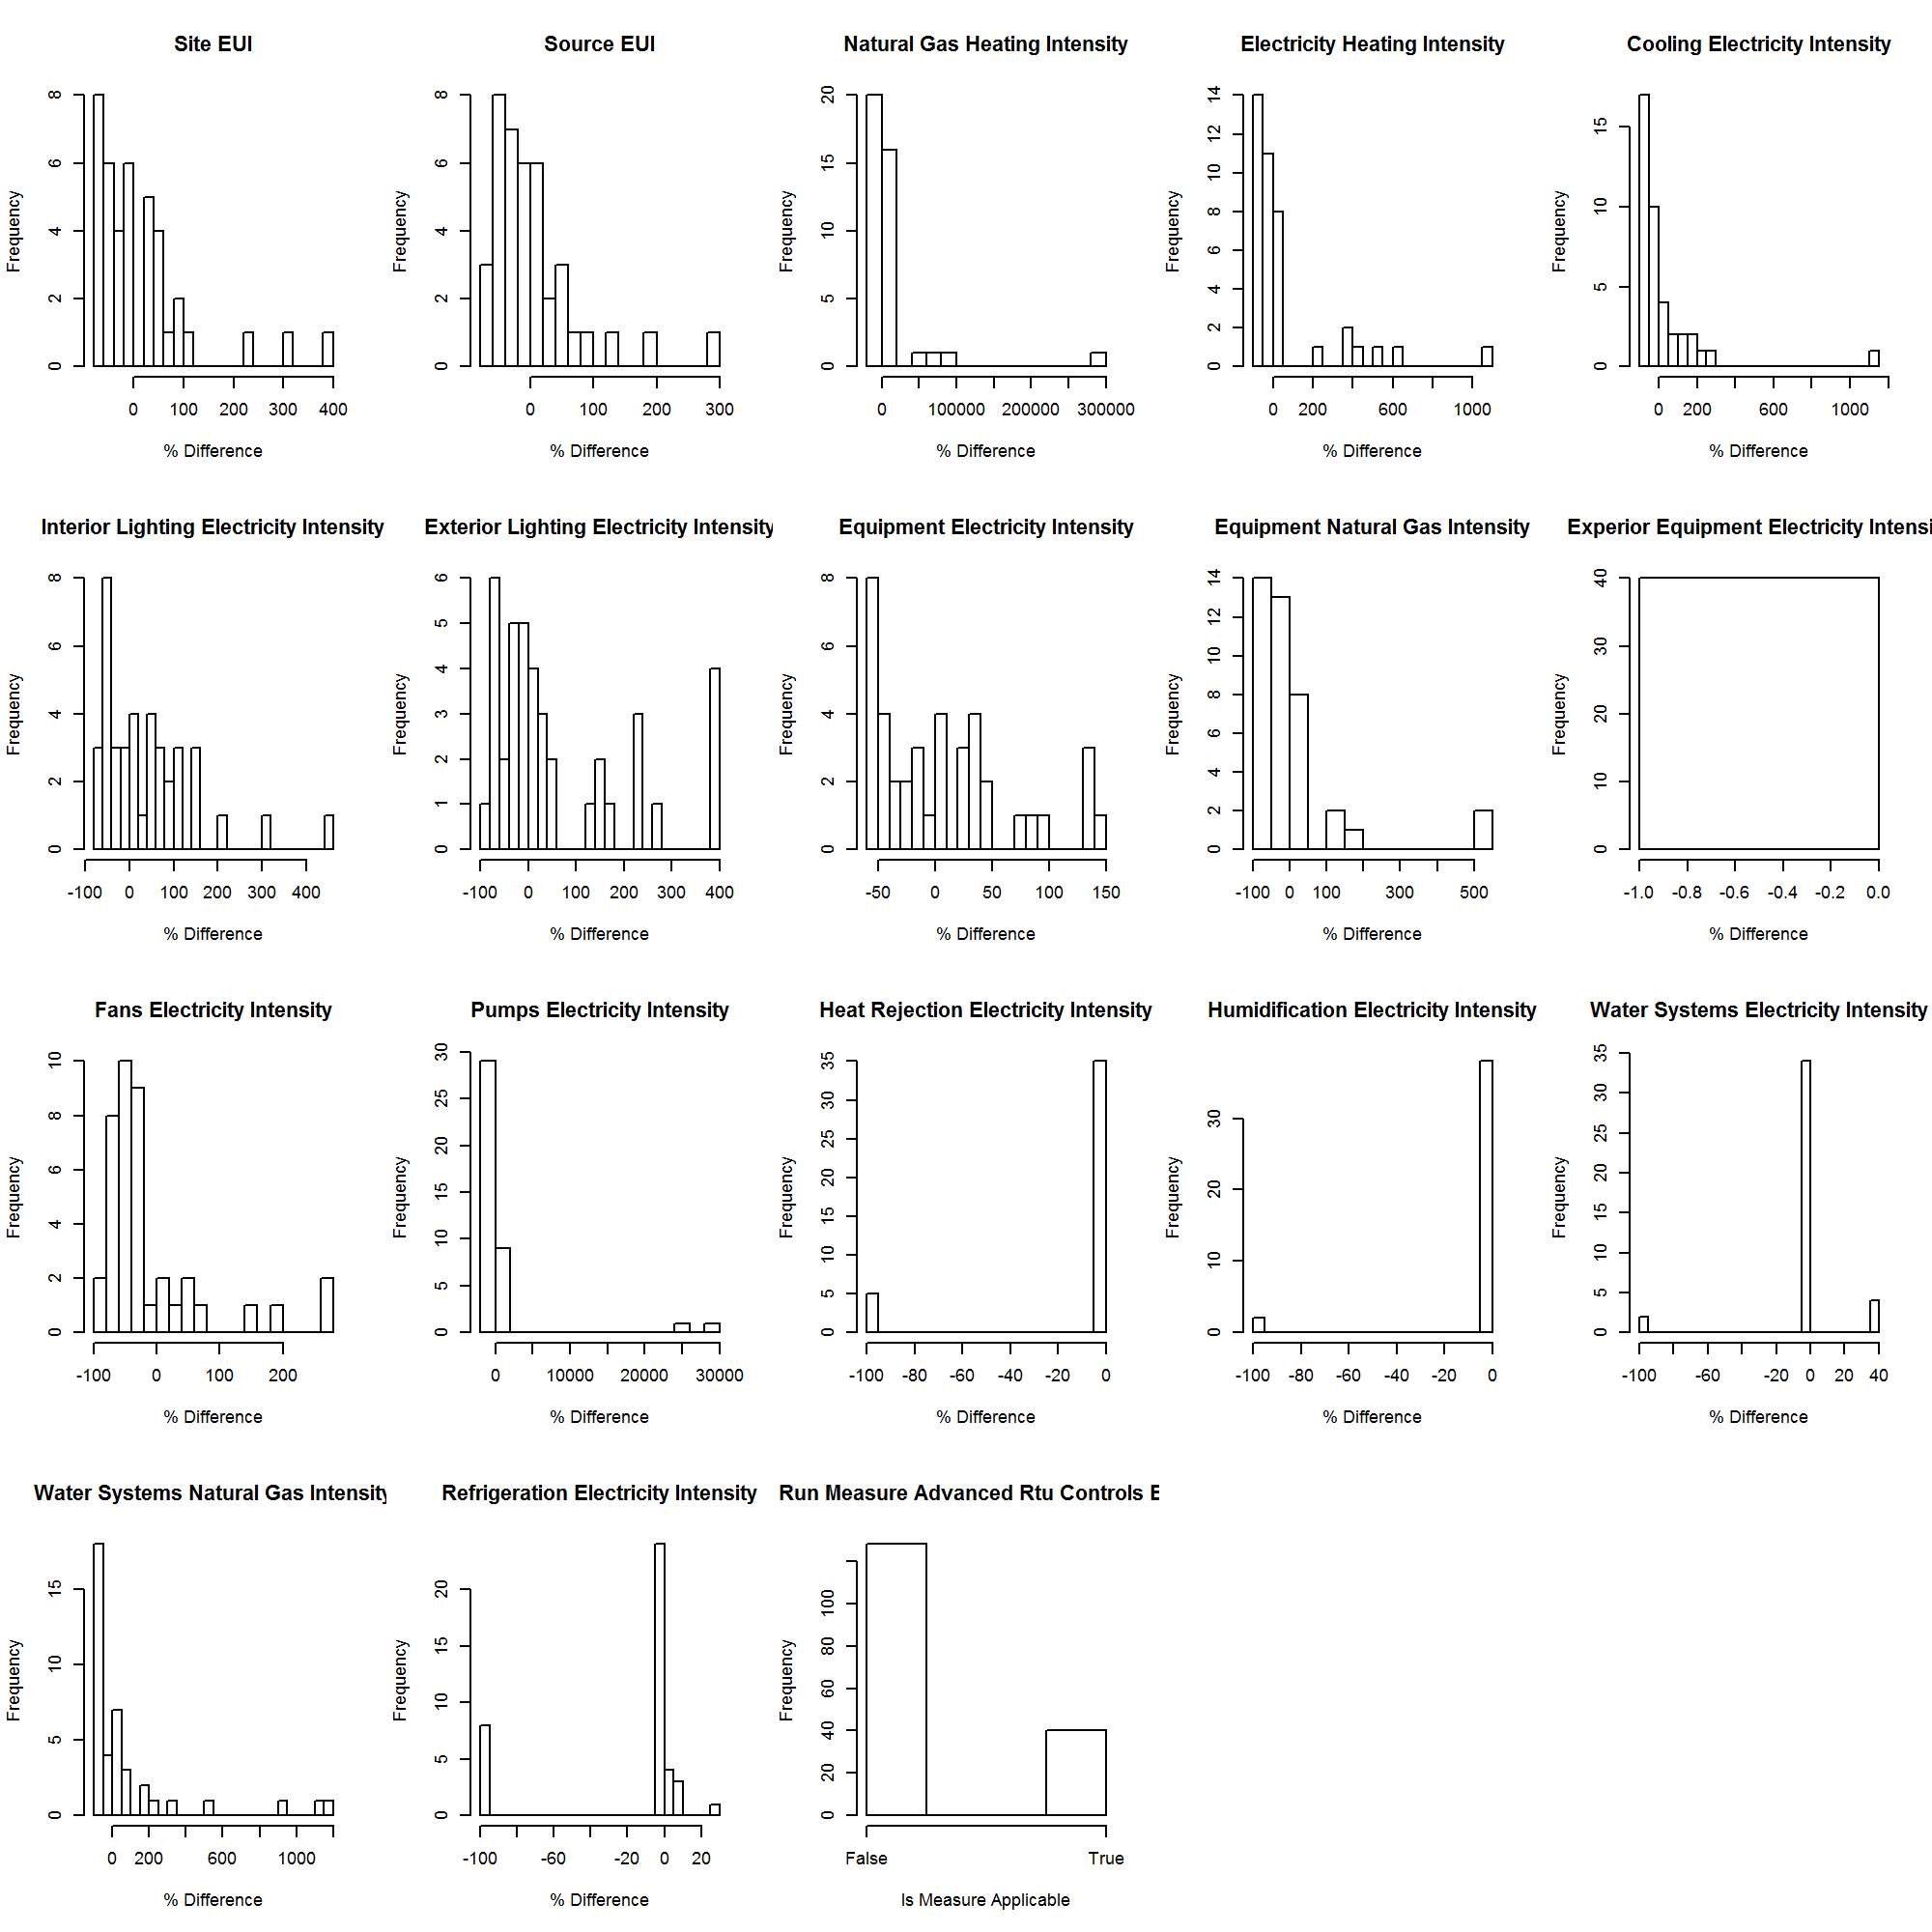 Site EUI
Frequency
0 2 4 6 8
0 100 200 300 400
% Difference
Source EUI
Frequency
0 2 4 6 8
0 100 200 300
% Difference
Natural Gas Heating Intensity
Frequency
0 5 10 15 20
0 100000 200000 300000
% Difference
Electricity Heating Intensity
Frequency
0 2 4 6 8 10 12 14
0 200 600 1000
% Difference
Cooling Electricity Intensity
Frequency
0 5 10 15
0 200 600 1000
% Difference
Interior Lighting Electricity Intensity
Frequency
0 2 4 6 8
-100 0 100 200 300 400
% Difference
Exterior Lighting Electricity Intensity
Frequency
0 1 2 3 4 5 6
-100 0 100 200 300 400
% Difference
Equipment Electricity Intensity
Frequency
0 2 4 6 8
-50 0 50 100 150
% Difference
Equipment Natural Gas Intensity
Frequency
0 2 4 6 8 10 12 14
-100 0 100 300 500
% Difference
Experior Equipment Electricity Intensi
Frequency
0 10 20 30 40
-1.0 -0.8 -0.6 -0.4 -0.2 0.0
% Difference
Fans Electricity Intensity
Frequency
0 2 4 6 8 10
-100 0 100 200
% Difference
Pumps Electricity Intensity
Frequency
0 5 10 15 20 25 30
0 10000 20000 30000
% Difference
Heat Rejection Electricity Intensity
Frequency
0 5 10 15 20 25 30 35
-100 -80 -60 -40 -20 0
% Difference
Humidification Electricity Intensity
Frequency
0 10 20 30
-100 -80 -60 -40 -20 0
% Difference
Water Systems Electricity Intensity
Frequency
0 5 10 15 20 25 30 35
-100 -60 -20 0 20 40
% Difference
Water Systems Natural Gas Intensity
Frequency
0 5 10 15
0 200 600 1000
% Difference
Refrigeration Electricity Intensity
Frequency
0 5 10 15 20
-100 -60 -20 0 20
% Difference
Run Measure Advanced Rtu Controls E
Frequency
0 20 40 60 80 100
False True
Is Measure Applicable